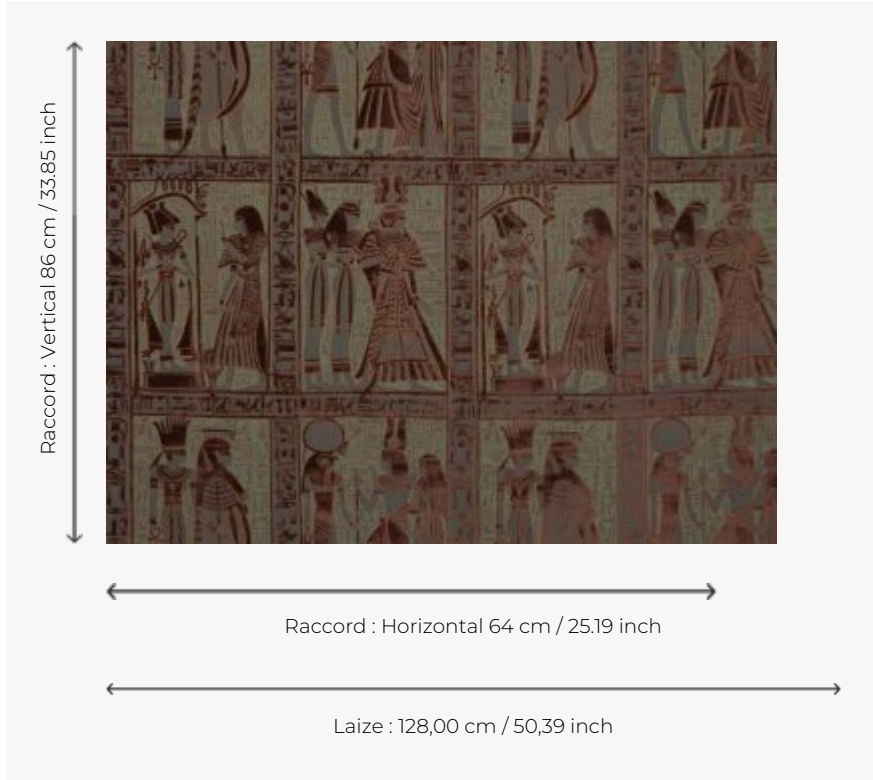 Raccord : Vertical 86 cm / 33.85 inch
Raccord : Horizontal 64 cm / 25.19 inch
Laize : 128,00 cm / 50,39 inch